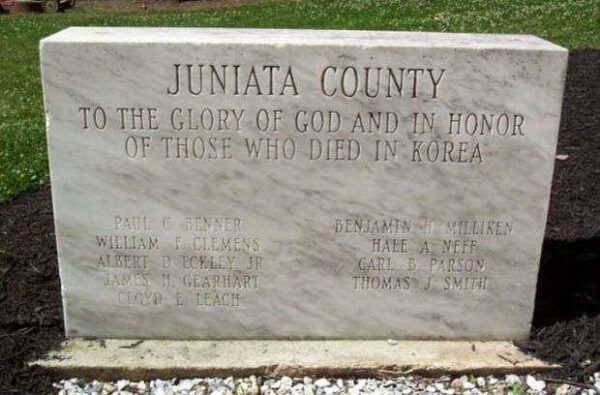 JUNIATA COUNTY
TO THE GLORY OF GOD AND IN HONOR
OF THOSE WHO DIED IN KOREA
PAUL C. BENNER
WILLIAM F. CLEMENS
ALBERT D. ECKLEY JR
JAMES H. GEARHART
CLOYD E. LEACH
BENJAMIN H. MILLIKEN
HALE A. NEFF
CARL B. PARSON
THOMAS J. SMITH